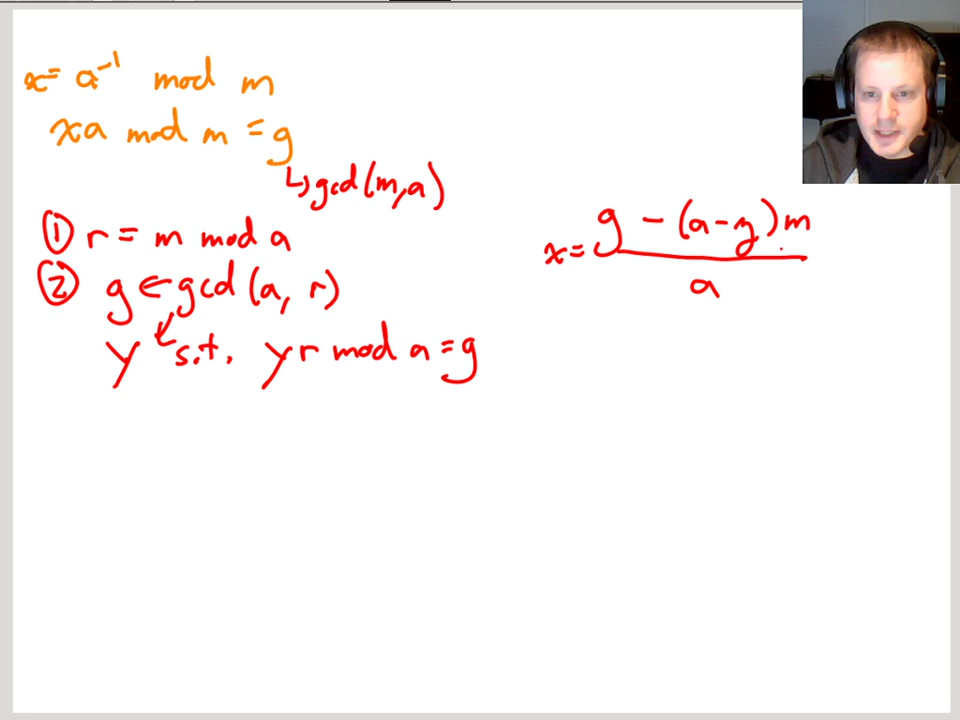 x = a⁻¹ mod m
xa mod m = g
↳ gcd(m,a)
① r = m mod a
② g ← gcd(a, r)
y s.t. yr mod a = g
x = g - (a-y)m / a